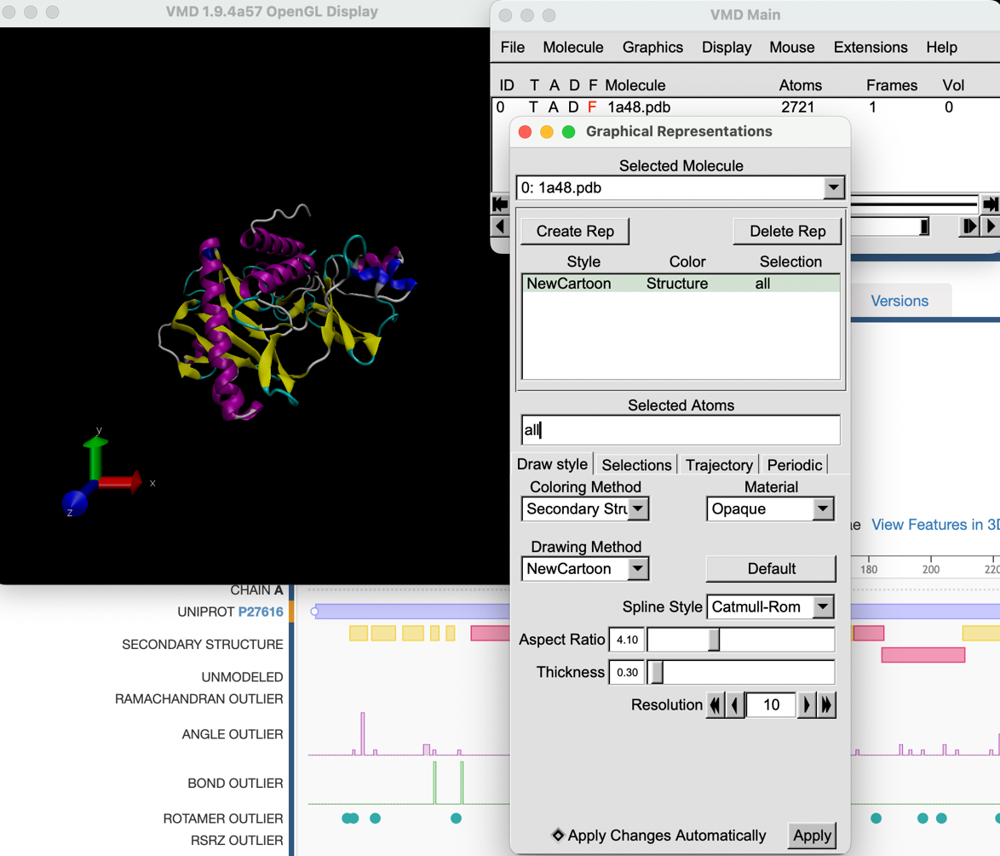 VMD 1.9.4a57 OpenGL Display
y
x
z
VMD Main
File Molecule Graphics Display Mouse Extensions Help
ID T A D F Molecule Atoms Frames Vol
0 T A D F 1a48.pdb 2721 1 0
Graphical Representations
Selected Molecule
0: 1a48.pdb
Create Rep Delete Rep
Style Color Selection
NewCartoon Structure all
Selected Atoms
all
Draw style Selections Trajectory Periodic
Coloring Method Material
Secondary Stru Opaque
Drawing Method
NewCartoon Default
Spline Style Catmull-Rom
Aspect Ratio 4.10
Thickness 0.30
Resolution 10
Apply Changes Automatically Apply
Versions
View Features in 3D
180 200 220
CHAIN A
UNIPROT P27616
SECONDARY STRUCTURE
UNMODELED
RAMACHANDRAN OUTLIER
ANGLE OUTLIER
BOND OUTLIER
ROTAMER OUTLIER
RSRZ OUTLIER